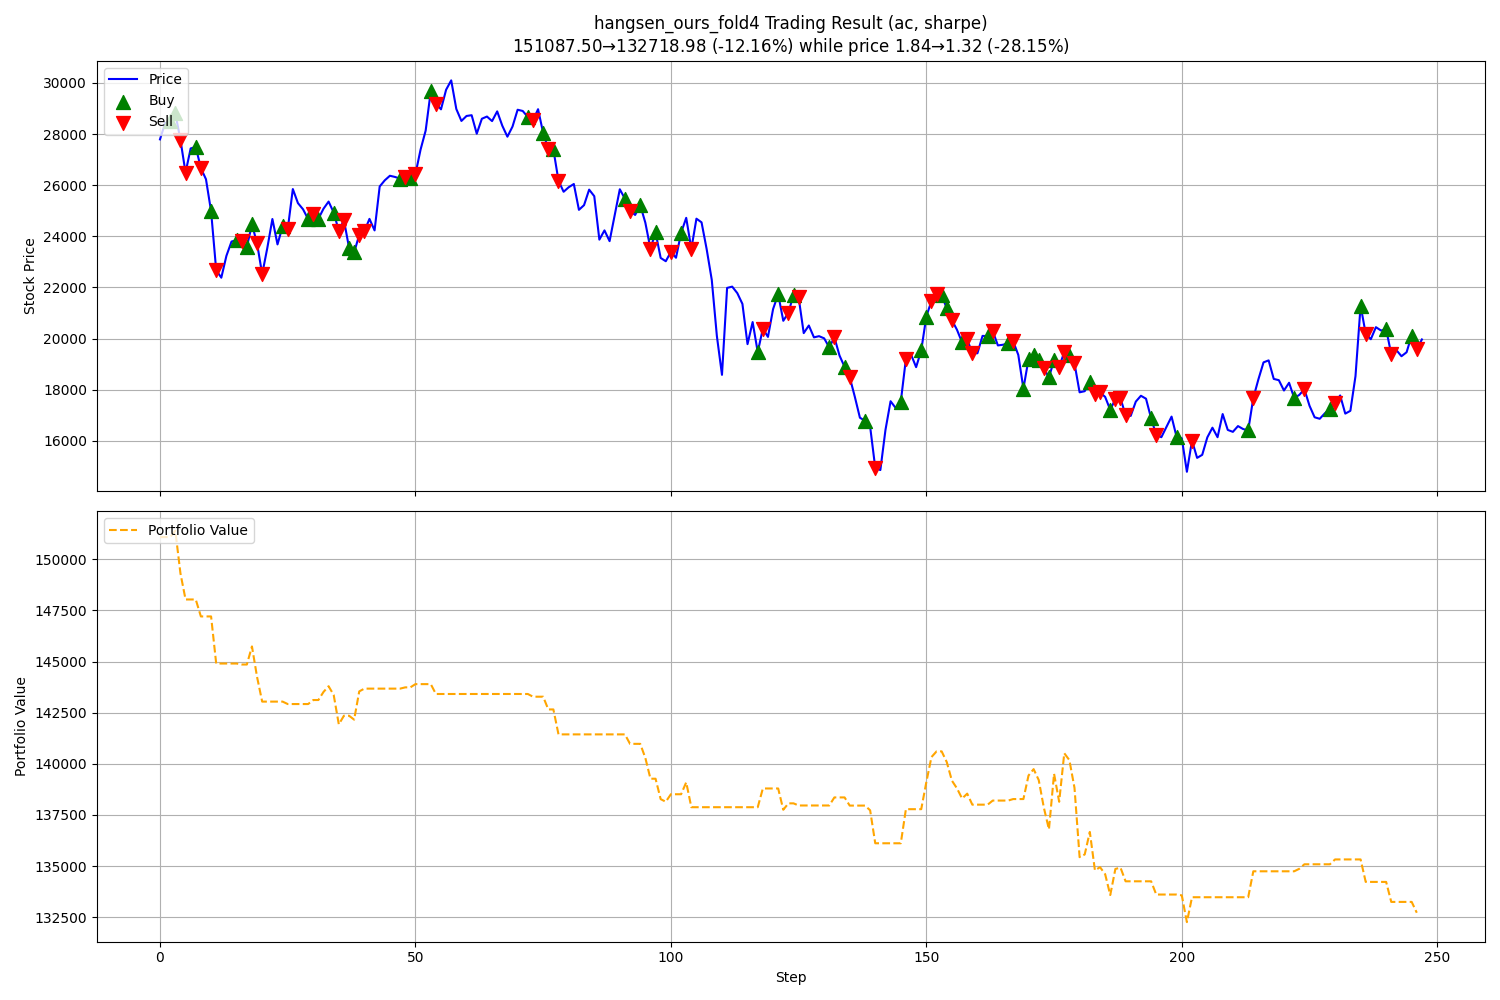 hangsen_ours_fold4 Trading Result (ac, sharpe)
151087.50→132718.98 (-12.16%) while price 1.84→1.32 (-28.15%)
Price
Buy
Sell
30000
28000
26000
24000
22000
20000
18000
16000
Stock Price
Portfolio Value
150000
147500
145000
142500
140000
137500
135000
132500
Portfolio Value
0
50
100
150
200
250
Step